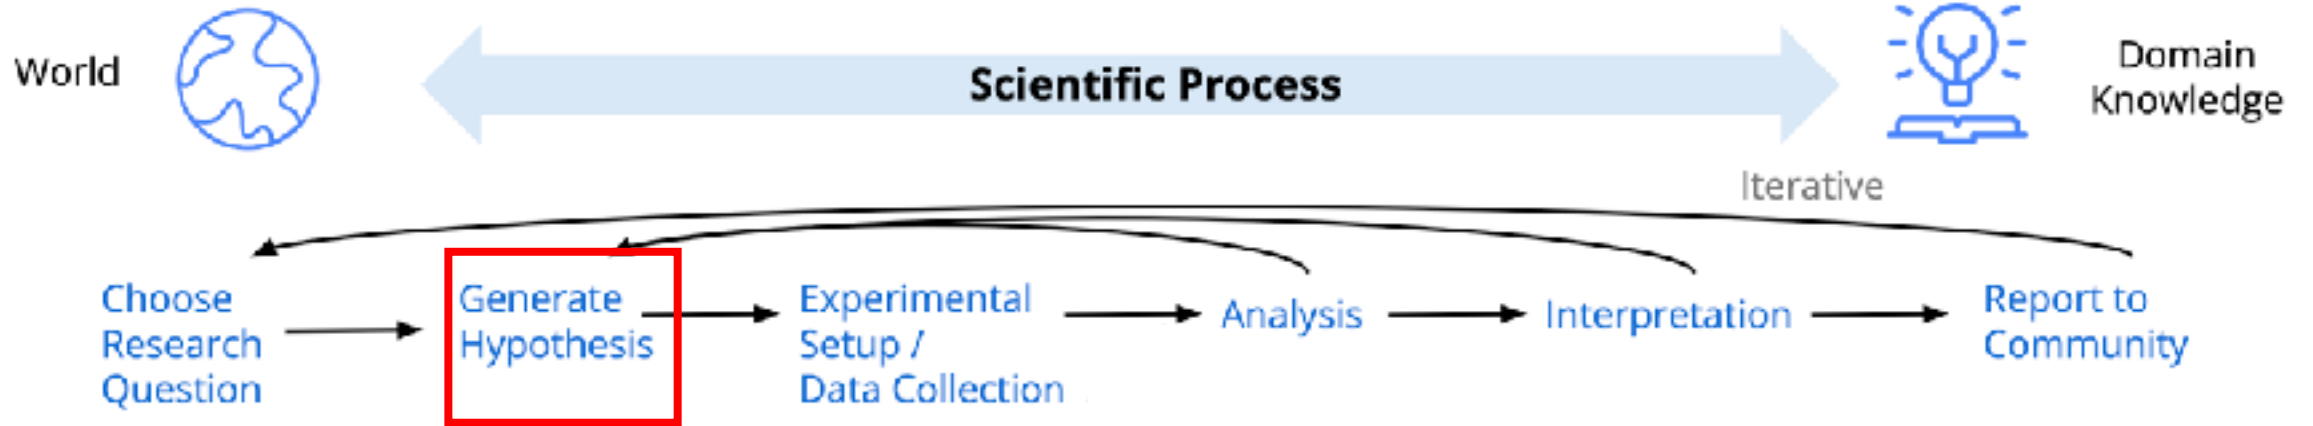 World
Scientific Process
Domain
Knowledge
Iterative
Choose
Research
Question
Generate
Hypothesis
Experimental
Setup /
Data Collection
Analysis
Interpretation
Report to
Community